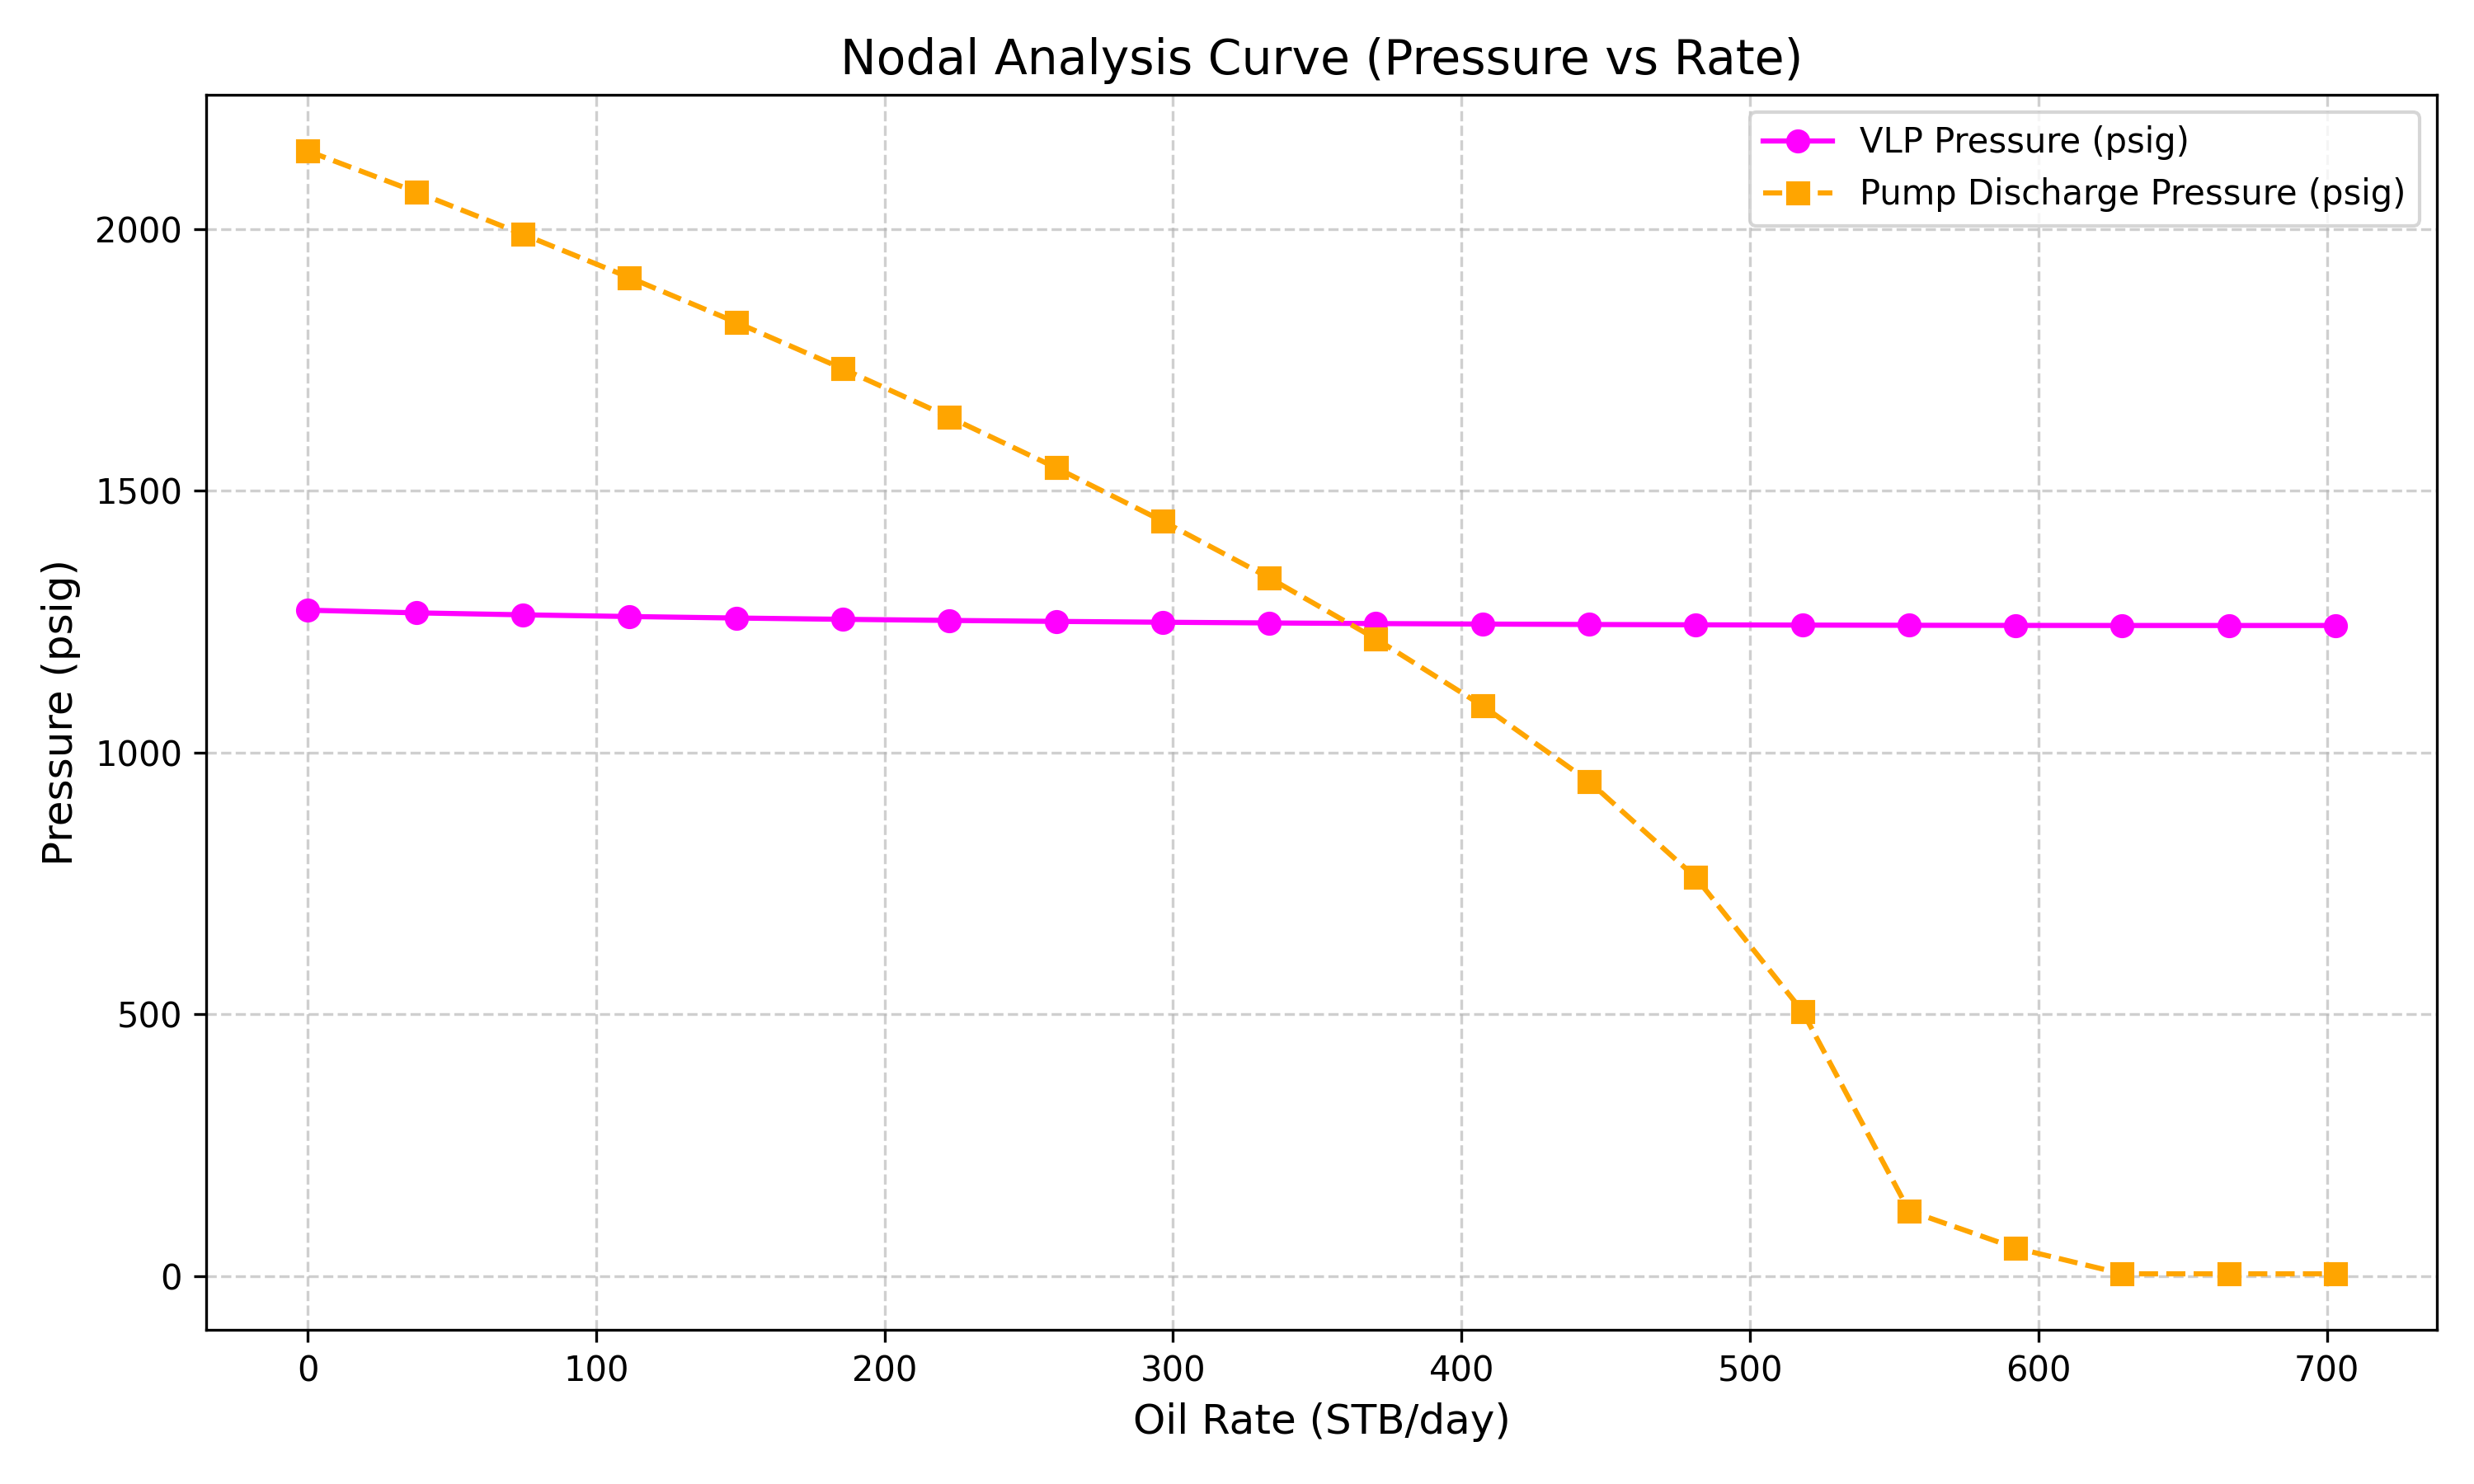 Nodal Analysis Curve (Pressure vs Rate)
VLP Pressure (psig)
Pump Discharge Pressure (psig)
Pressure (psig)
2000
1500
1000
500
0
0 100 200 300 400 500 600 700
Oil Rate (STB/day)